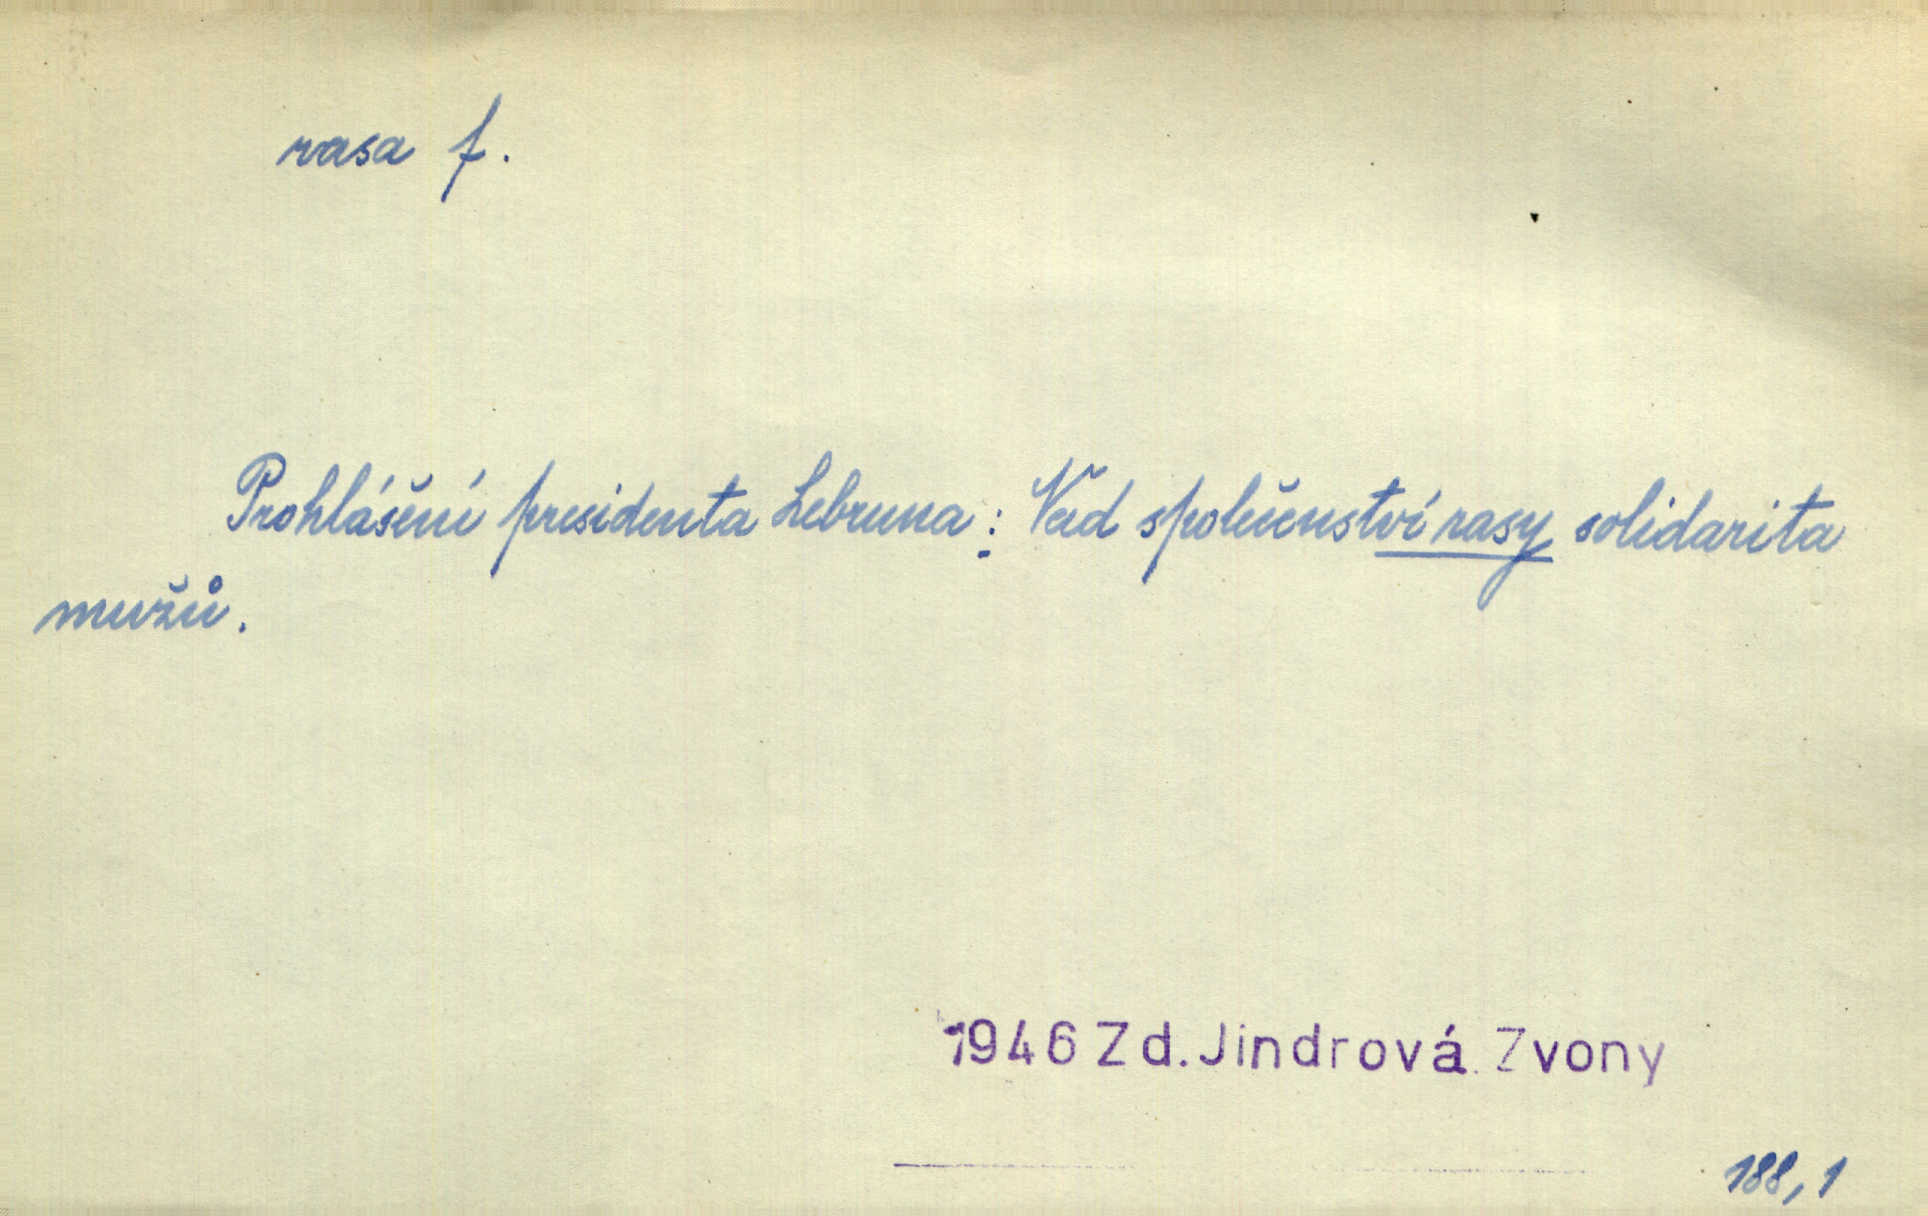 rasa f.
Prohlášení presidenta Lebruna: Nad společenství rasy solidarita
mužů.
1946 Zd. Jindrová Zvony
188, 1